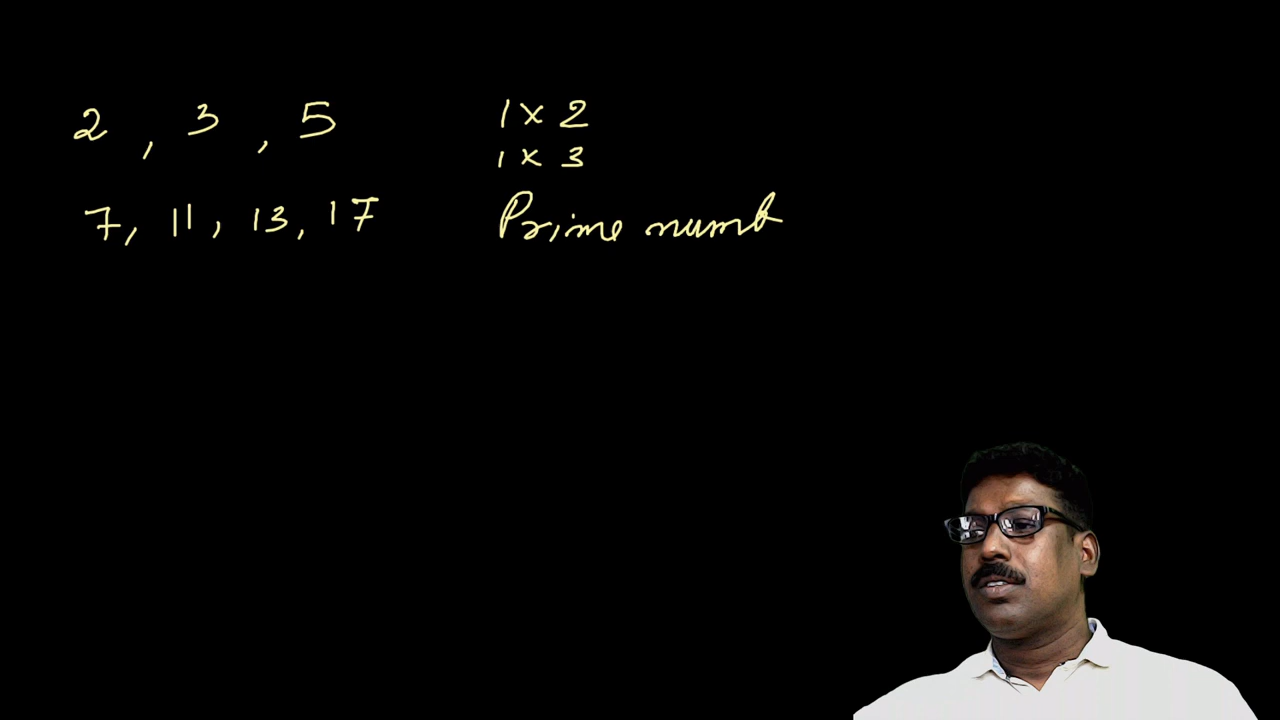 2 , 3 , 5
1 x 2
1 x 3
7, 11, 13, 17
Prime numb